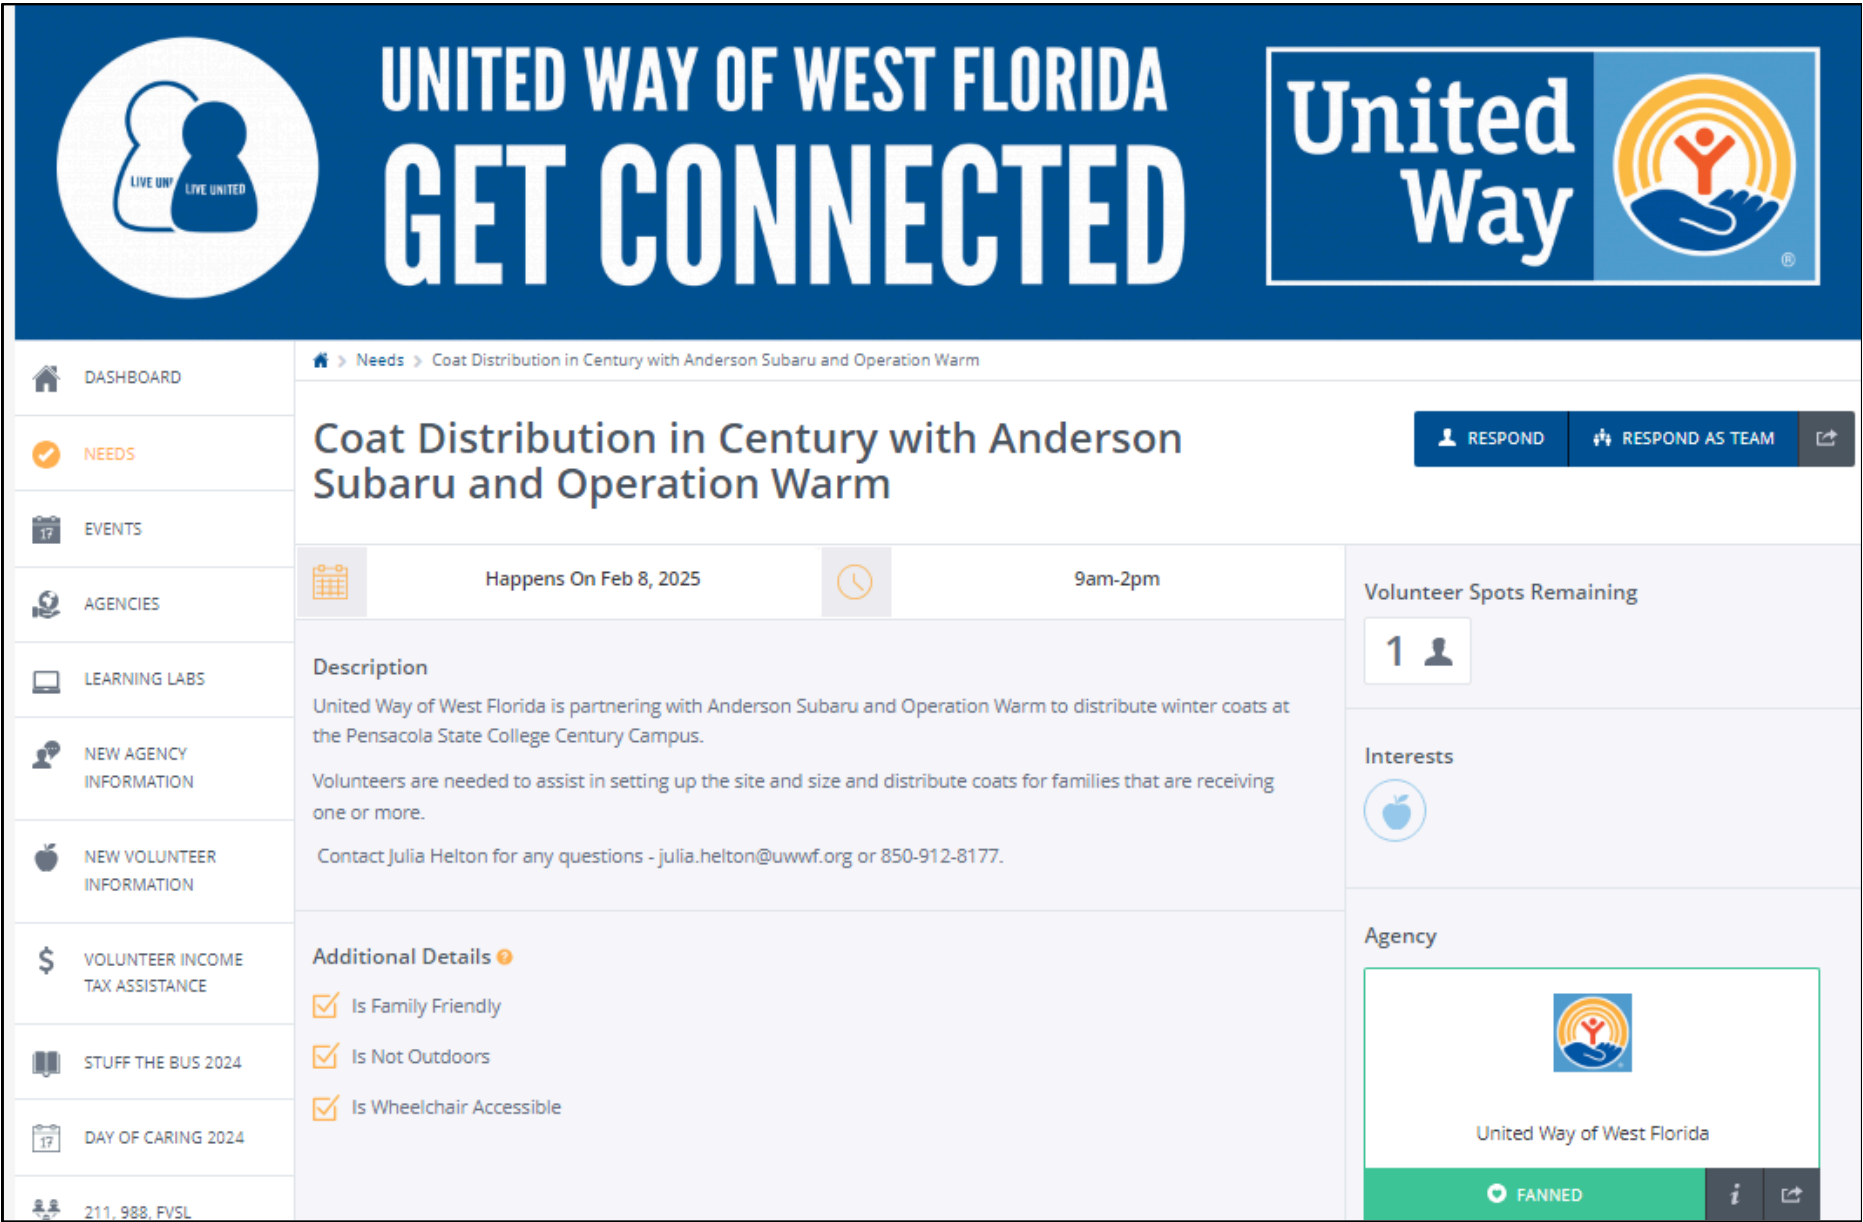 UNITED WAY OF WEST FLORIDA
GET CONNECTED
LIVE UN
LIVE UNITED
United
Way
®
DASHBOARD
NEEDS
17
EVENTS
AGENCIES
LEARNING LABS
NEW AGENCY
INFORMATION
NEW VOLUNTEER
INFORMATION
$
VOLUNTEER INCOME
TAX ASSISTANCE
STUFF THE BUS 2024
17
DAY OF CARING 2024
211, 988, FVSL
> Needs > Coat Distribution in Century with Anderson Subaru and Operation Warm
Coat Distribution in Century with Anderson
Subaru and Operation Warm
RESPOND
RESPOND AS TEAM
Happens On Feb 8, 2025
9am-2pm
Description
United Way of West Florida is partnering with Anderson Subaru and Operation Warm to distribute winter coats at
the Pensacola State College Century Campus.
Volunteers are needed to assist in setting up the site and size and distribute coats for families that are receiving
one or more.
Contact Julia Helton for any questions - julia.helton@uwwf.org or 850-912-8177.
Additional Details ?
Is Family Friendly
Is Not Outdoors
Is Wheelchair Accessible
Volunteer Spots Remaining
1
Interests
Agency
United Way of West Florida
FANNED
i